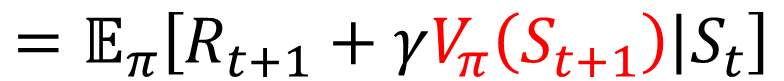 = 𝔼_π[R_{t+1} + γV_π(S_{t+1})|S_t]